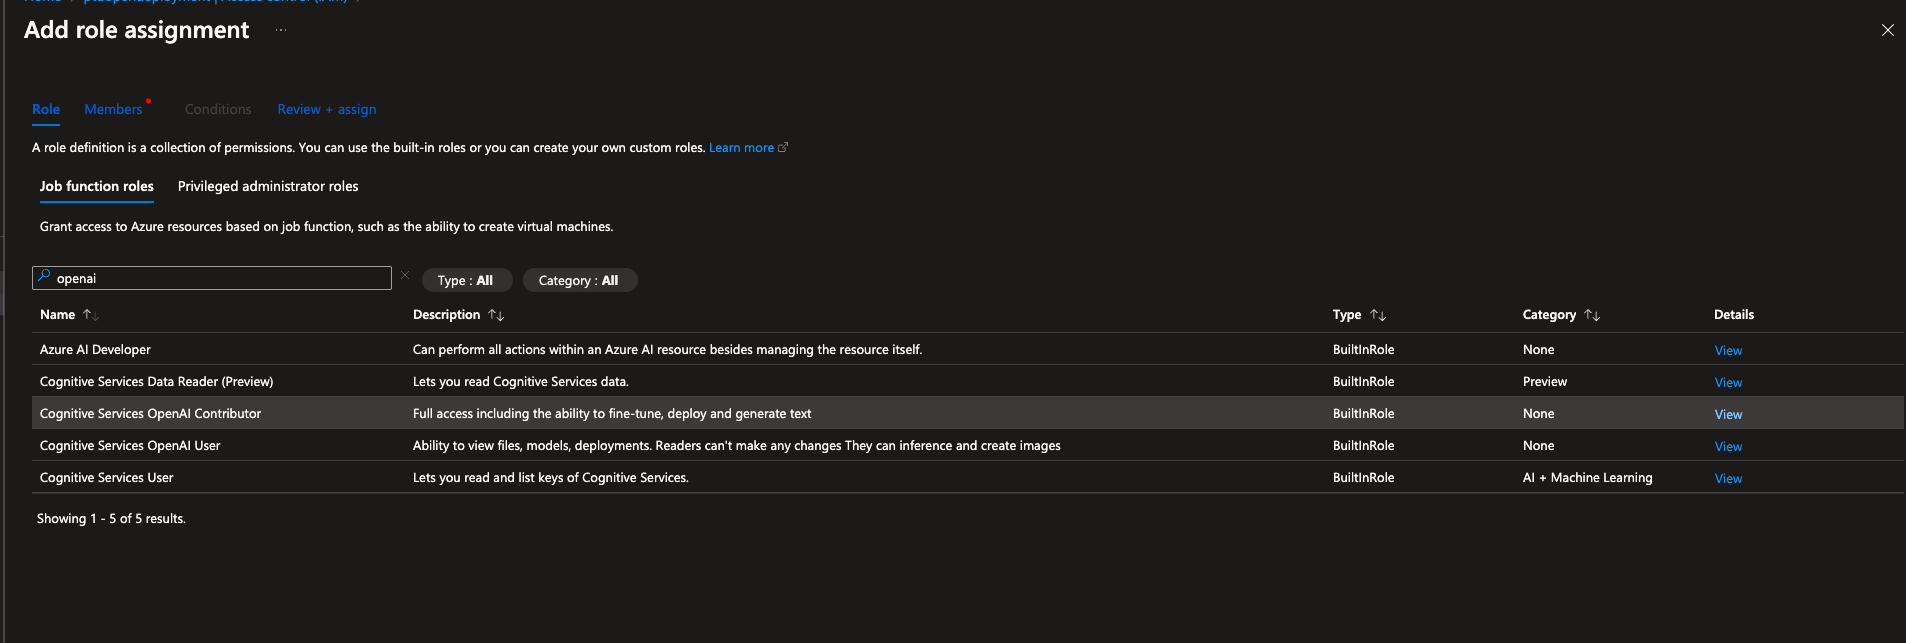 Add role assignment ...
Role Members Conditions Review + assign
A role definition is a collection of permissions. You can use the built-in roles or you can create your own custom roles. Learn more
Job function roles Privileged administrator roles
Grant access to Azure resources based on job function, such as the ability to create virtual machines.
openai Type : All Category : All
Name Description Type Category Details
Azure AI Developer Can perform all actions within an Azure AI resource besides managing the resource itself. BuiltInRole None View
Cognitive Services Data Reader (Preview) Lets you read Cognitive Services data. BuiltInRole Preview View
Cognitive Services OpenAI Contributor Full access including the ability to fine-tune, deploy and generate text BuiltInRole None View
Cognitive Services OpenAI User Ability to view files, models, deployments. Readers can't make any changes They can inference and create images BuiltInRole None View
Cognitive Services User Lets you read and list keys of Cognitive Services. BuiltInRole AI + Machine Learning View
Showing 1 - 5 of 5 results.